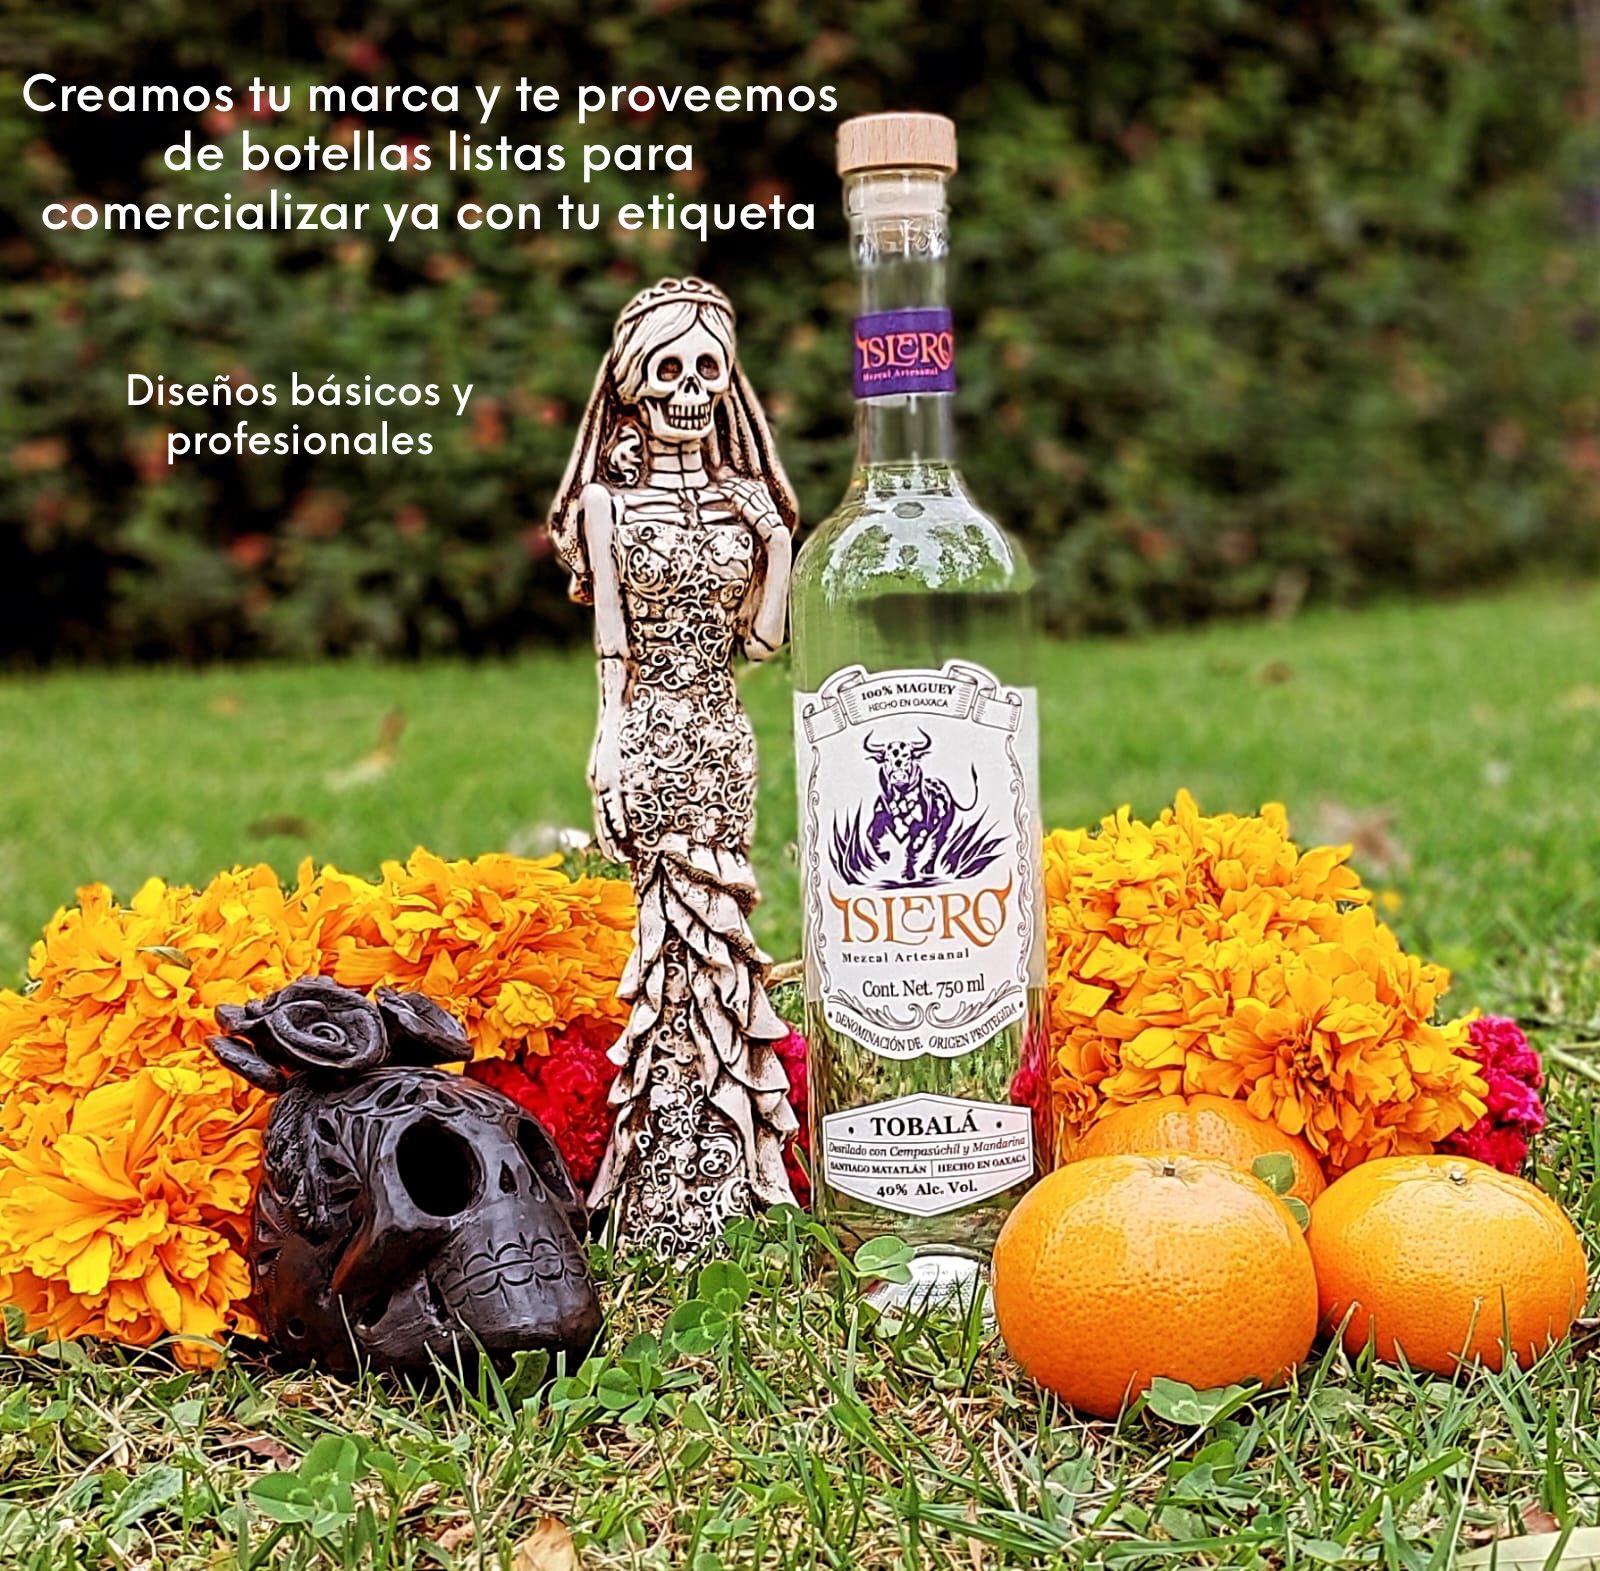 Creamos tu marca y te proveemos
de botellas listas para
comercializar ya con tu etiqueta
Diseños básicos y
profesionales
ISLERO
Mezcal Artesanal
100% MAGUEY
HECHO EN OAXACA
ISLERO
Mezcal Artesanal
Cont. Net. 750 ml
• DENOMINACIÓN DE ORIGEN PROTEGIDA •
• TOBALÁ •
Destilado con Cempasúchil y Mandarina
SANTIAGO MATATLÁN | HECHO EN OAXACA
40% Alc. Vol.